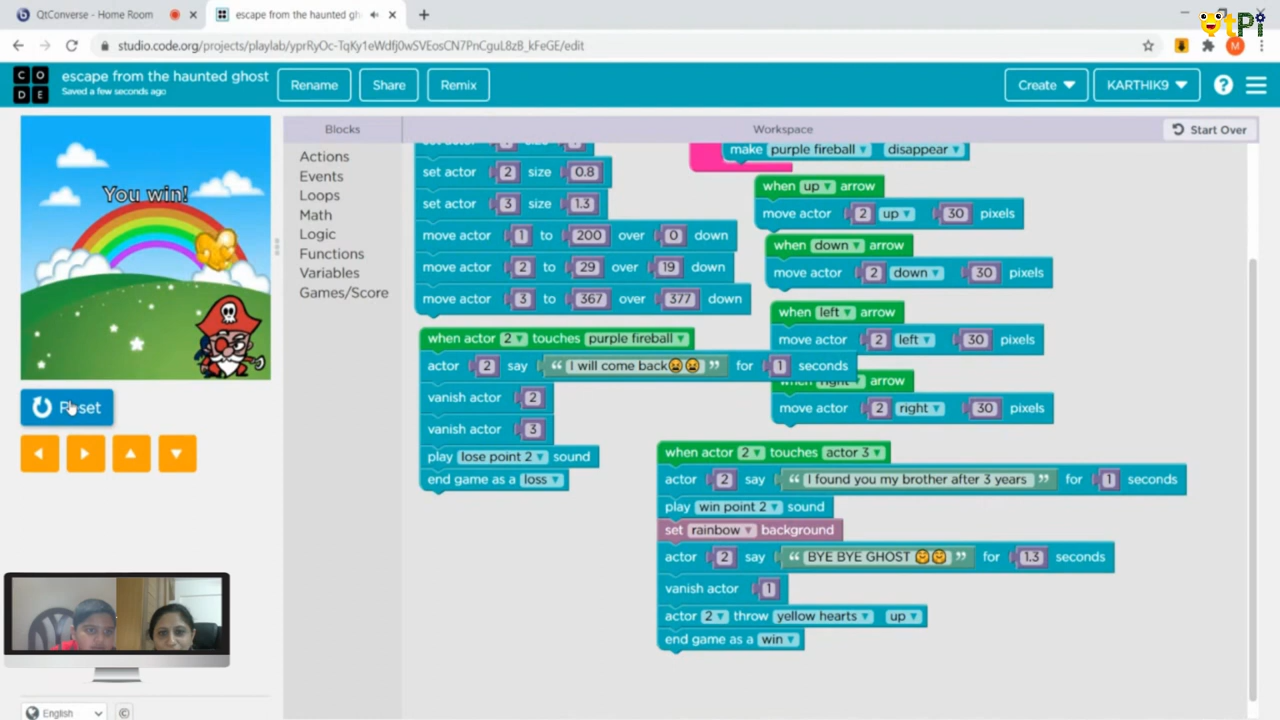 QtConverse - Home Room
escape from the haunted gh
QtPi
studio.code.org/projects/playlab/yprRyOc-TqKy1eWdfj0wSVEosCN7PnCguL8zB_kFeGE/edit
M
C O
D E
escape from the haunted ghost
Saved a few seconds ago
Rename
Share
Remix
Create
KARTHIK9
?
Blocks
Workspace
Start Over
Actions
Events
Loops
Math
Logic
Functions
Variables
Games/Score
You win!
Reset
set actor size
set actor 2 size 0.8
set actor 3 size 1.3
move actor 1 to 200 over 0 down
move actor 2 to 29 over 19 down
move actor 3 to 367 over 377 down
when actor 2 touches purple fireball
actor 2 say “ I will come back😫😫 ” for 1 seconds
vanish actor 2
vanish actor 3
play lose point 2 sound
end game as a loss
make purple fireball disappear
when up arrow
move actor 2 up 30 pixels
when down arrow
move actor 2 down 30 pixels
when left arrow
move actor 2 left 30 pixels
when right arrow
move actor 2 right 30 pixels
when actor 2 touches actor 3
actor 2 say “ I found you my brother after 3 years ” for 1 seconds
play win point 2 sound
set rainbow background
actor 2 say “ BYE BYE GHOST 😊😊 ” for 1.3 seconds
vanish actor 1
actor 2 throw yellow hearts up
end game as a win
English
©